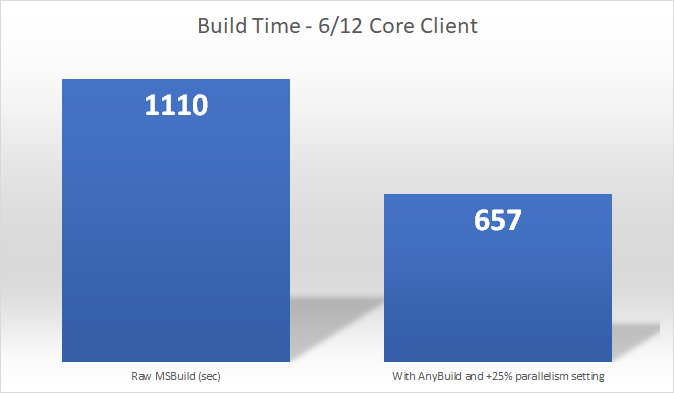 Build Time - 6/12 Core Client
1110
657
Raw MSBuild (sec)
With AnyBuild and +25% parallelism setting